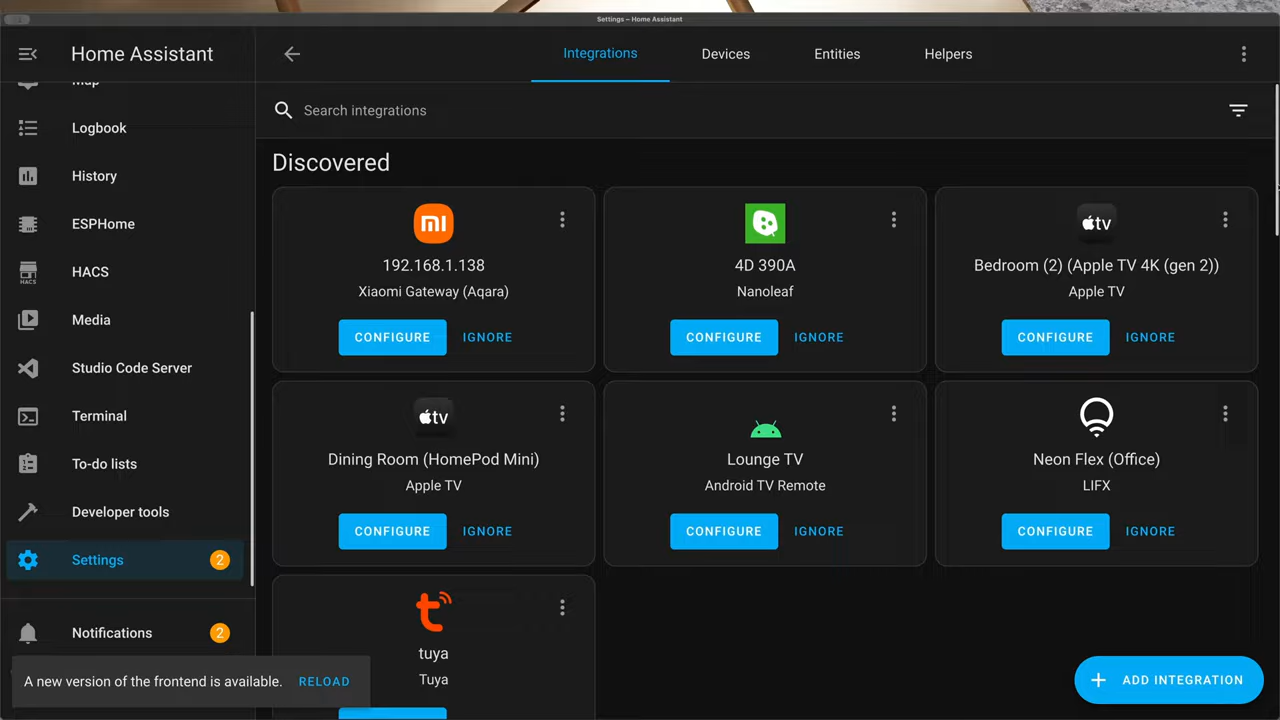 Settings – Home Assistant
Home Assistant
Integrations
Devices
Entities
Helpers
Map
Logbook
History
ESPHome
HACS
HACS
Media
Studio Code Server
Terminal
To-do lists
Developer tools
Settings
2
Notifications
2
A new version of the frontend is available.
RELOAD
Search integrations
Discovered
mi
192.168.1.138
Xiaomi Gateway (Aqara)
CONFIGURE
IGNORE
4D 390A
Nanoleaf
CONFIGURE
IGNORE
tv
Bedroom (2) (Apple TV 4K (gen 2))
Apple TV
CONFIGURE
IGNORE
tv
Dining Room (HomePod Mini)
Apple TV
CONFIGURE
IGNORE
Lounge TV
Android TV Remote
CONFIGURE
IGNORE
Neon Flex (Office)
LIFX
CONFIGURE
IGNORE
t
tuya
Tuya
ADD INTEGRATION